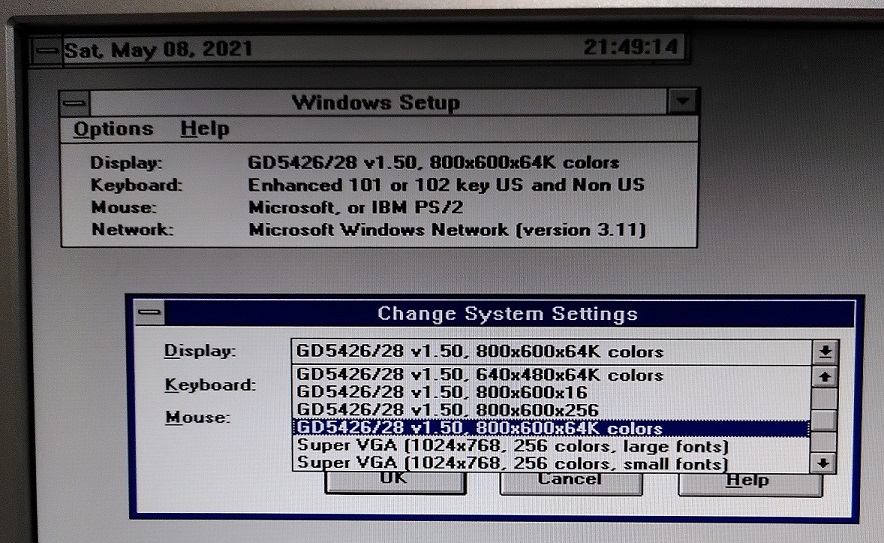 Sat, May 08, 2021 21:49:14
Windows Setup
Options Help
Display: GD5426/28 v1.50, 800x600x64K colors
Keyboard: Enhanced 101 or 102 key US and Non US
Mouse: Microsoft, or IBM PS/2
Network: Microsoft Windows Network (version 3.11)
Change System Settings
Display: GD5426/28 v1.50, 800x600x64K colors
Keyboard:
Mouse:
GD5426/28 v1.50, 640x480x64K colors
GD5426/28 v1.50, 800x600x16
GD5426/28 v1.50, 800x600x256
GD5426/28 v1.50, 800x600x64K colors
Super VGA (1024x768, 256 colors, large fonts)
Super VGA (1024x768, 256 colors, small fonts)
OK Cancel Help